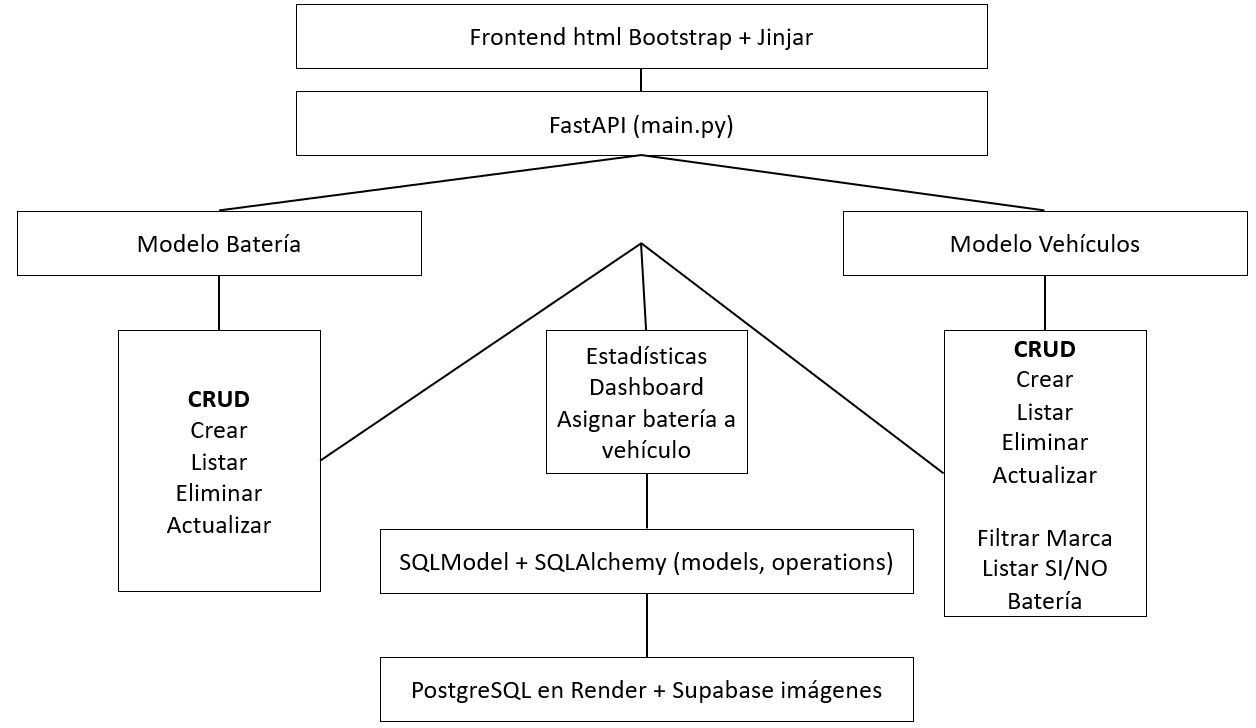 Frontend html Bootstrap + Jinjar
FastAPI (main.py)
Modelo Batería
Modelo Vehículos
CRUD
Crear
Listar
Eliminar
Actualizar
Estadísticas
Dashboard
Asignar batería a
vehículo
CRUD
Crear
Listar
Eliminar
Actualizar
Filtrar Marca
Listar SI/NO
Batería
SQLModel + SQLAlchemy (models, operations)
PostgreSQL en Render + Supabase imágenes